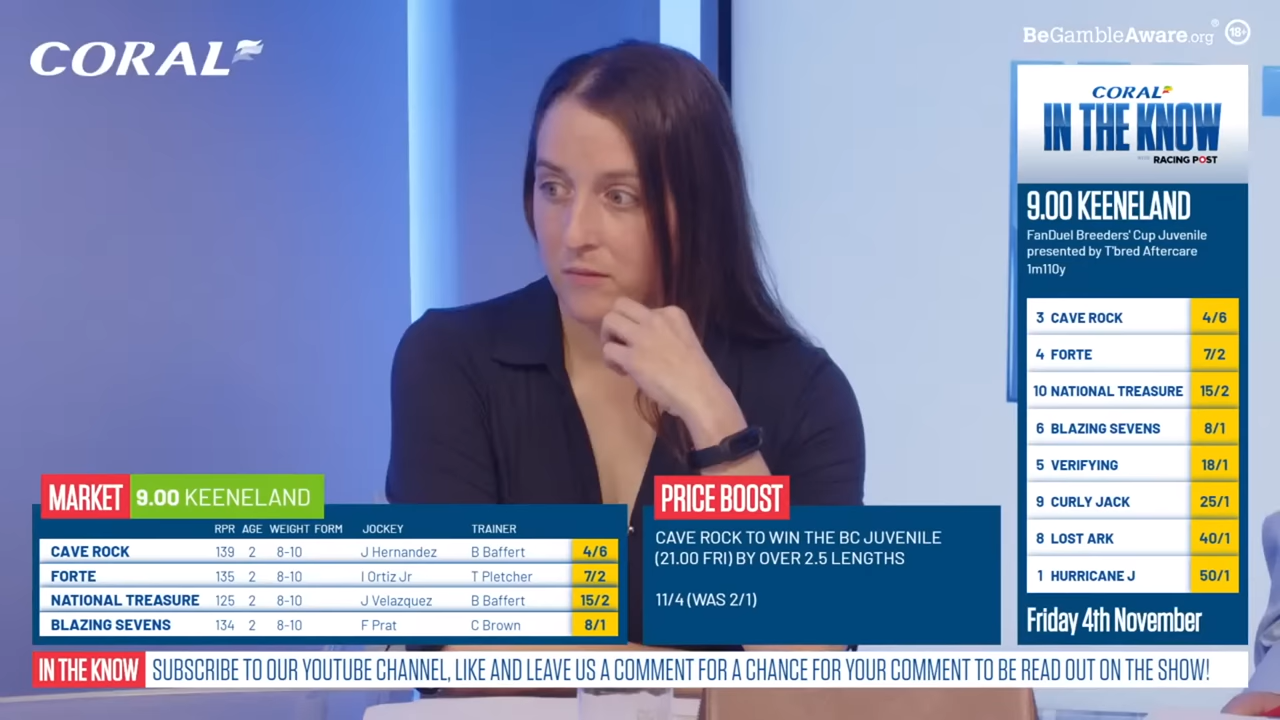 CORAL
BeGambleAware.org® 18+
CORAL
IN THE KNOW
RACING POST
9.00 KEENELAND
FanDuel Breeders' Cup Juvenile
presented by T'bred Aftercare
1m110y
3 CAVE ROCK 4/6
4 FORTE 7/2
10 NATIONAL TREASURE 15/2
6 BLAZING SEVENS 8/1
5 VERIFYING 18/1
9 CURLY JACK 25/1
8 LOST ARK 40/1
1 HURRICANE J 50/1
Friday 4th November
MARKET 9.00 KEENELAND
RPR AGE WEIGHT FORM JOCKEY TRAINER
CAVE ROCK 139 2 8-10 J Hernandez B Baffert 4/6
FORTE 135 2 8-10 I Ortiz Jr T Pletcher 7/2
NATIONAL TREASURE 125 2 8-10 J Velazquez B Baffert 15/2
BLAZING SEVENS 134 2 8-10 F Prat C Brown 8/1
PRICE BOOST
CAVE ROCK TO WIN THE BC JUVENILE
(21.00 FRI) BY OVER 2.5 LENGTHS
11/4 (WAS 2/1)
IN THE KNOW SUBSCRIBE TO OUR YOUTUBE CHANNEL, LIKE AND LEAVE US A COMMENT FOR A CHANCE FOR YOUR COMMENT TO BE READ OUT ON THE SHOW!